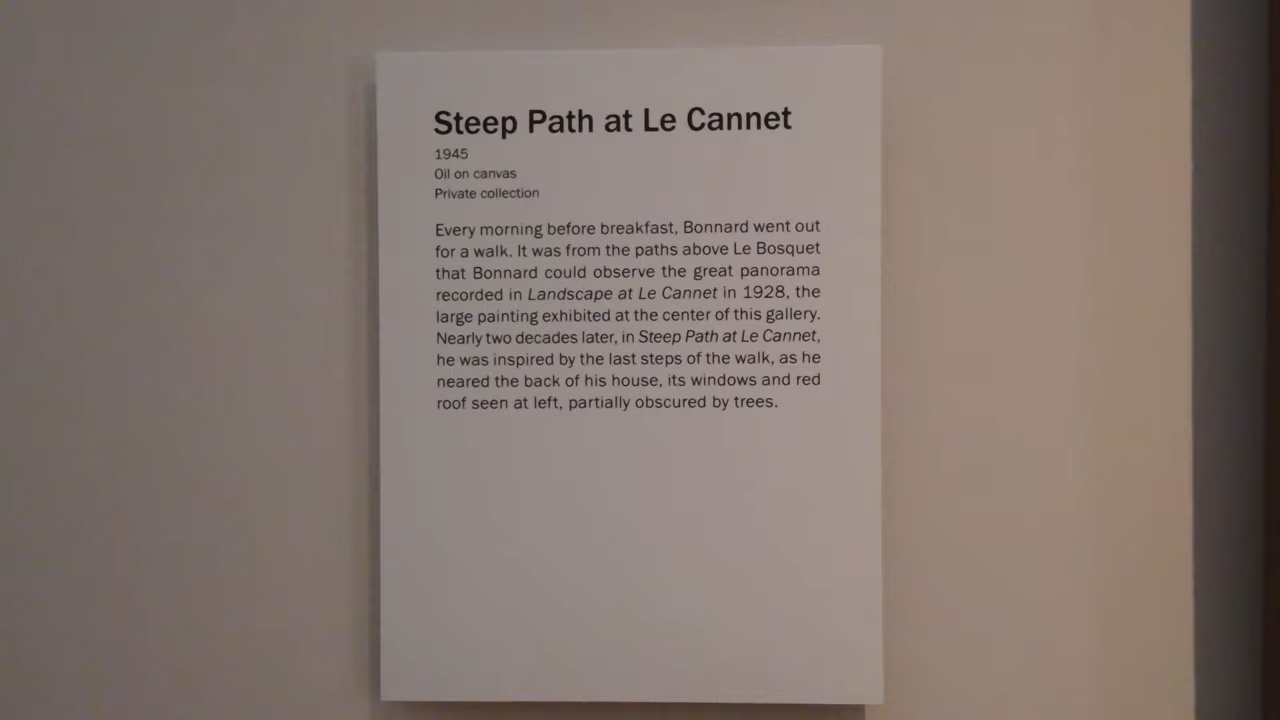 Steep Path at Le Cannet
1945
Oil on canvas
Private collection
Every morning before breakfast, Bonnard went out
for a walk. It was from the paths above Le Bosquet
that Bonnard could observe the great panorama
recorded in Landscape at Le Cannet in 1928, the
large painting exhibited at the center of this gallery.
Nearly two decades later, in Steep Path at Le Cannet,
he was inspired by the last steps of the walk, as he
neared the back of his house, its windows and red
roof seen at left, partially obscured by trees.